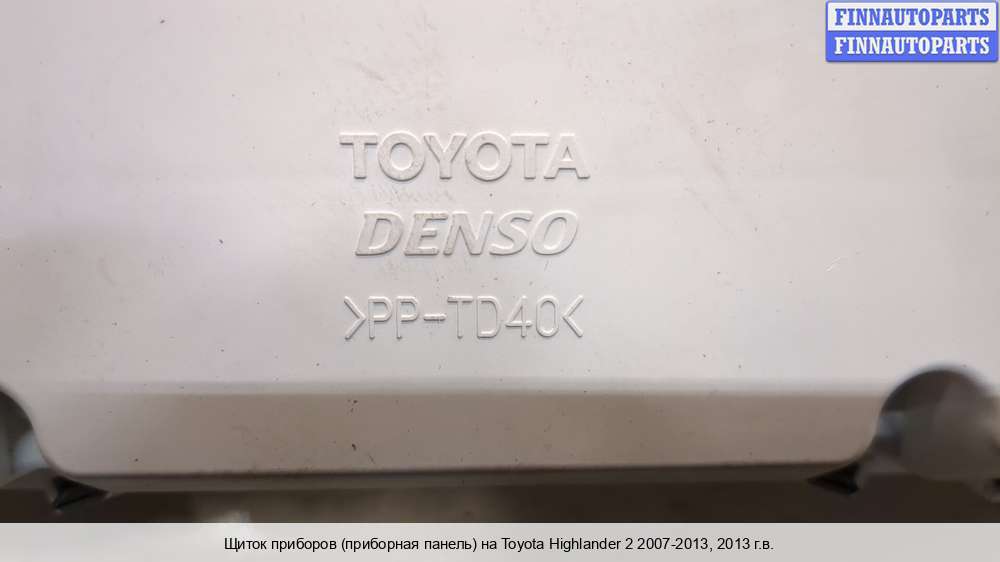 FINNAUTOPARTS
FINNAUTOPARTS
TOYOTA
DENSO
>PP-TD40<
Щиток приборов (приборная панель) на Toyota Highlander 2 2007-2013, 2013 г.в.